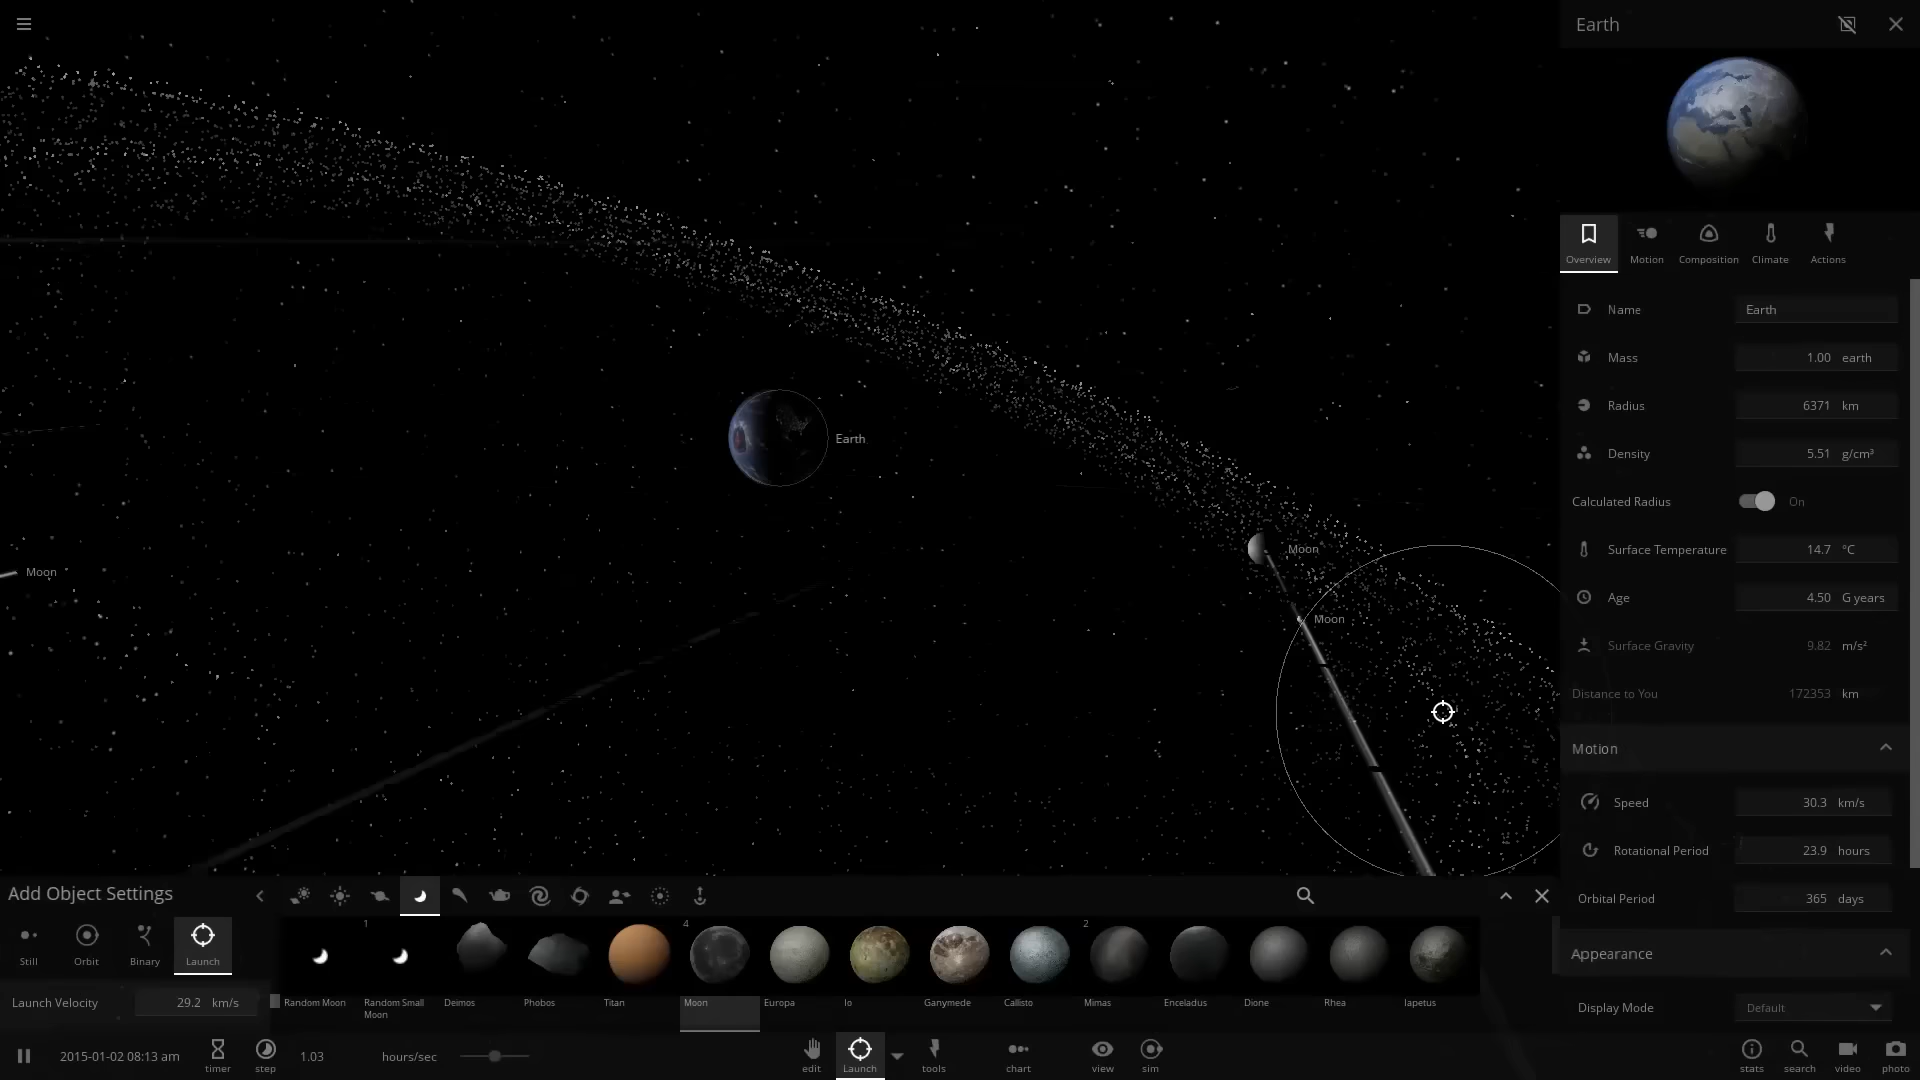 Earth
Overview
Motion
Composition
Climate
Actions
Name Earth
Mass 1.00 earth
Radius 6371 km
Density 5.51 g/cm³
Calculated Radius On
Surface Temperature 14.7 °C
Age 4.50 G years
Surface Gravity 9.82 m/s²
Distance to You 172353 km
Motion
Speed 30.3 km/s
Rotational Period 23.9 hours
Orbital Period 365 days
Appearance
Display Mode Default
Earth
Moon
Moon
Moon
Add Object Settings
Still
Orbit
Binary
Launch
Launch Velocity 29.2 km/s
1
4
2
Random Moon
Random Small
Moon
Deimos
Phobos
Titan
Moon
Europa
Io
Ganymede
Callisto
Mimas
Enceladus
Dione
Rhea
Iapetus
2015-01-02 08:13 am
timer
step
1.03 hours/sec
edit
Launch
tools
chart
view
sim
stats
search
video
photo